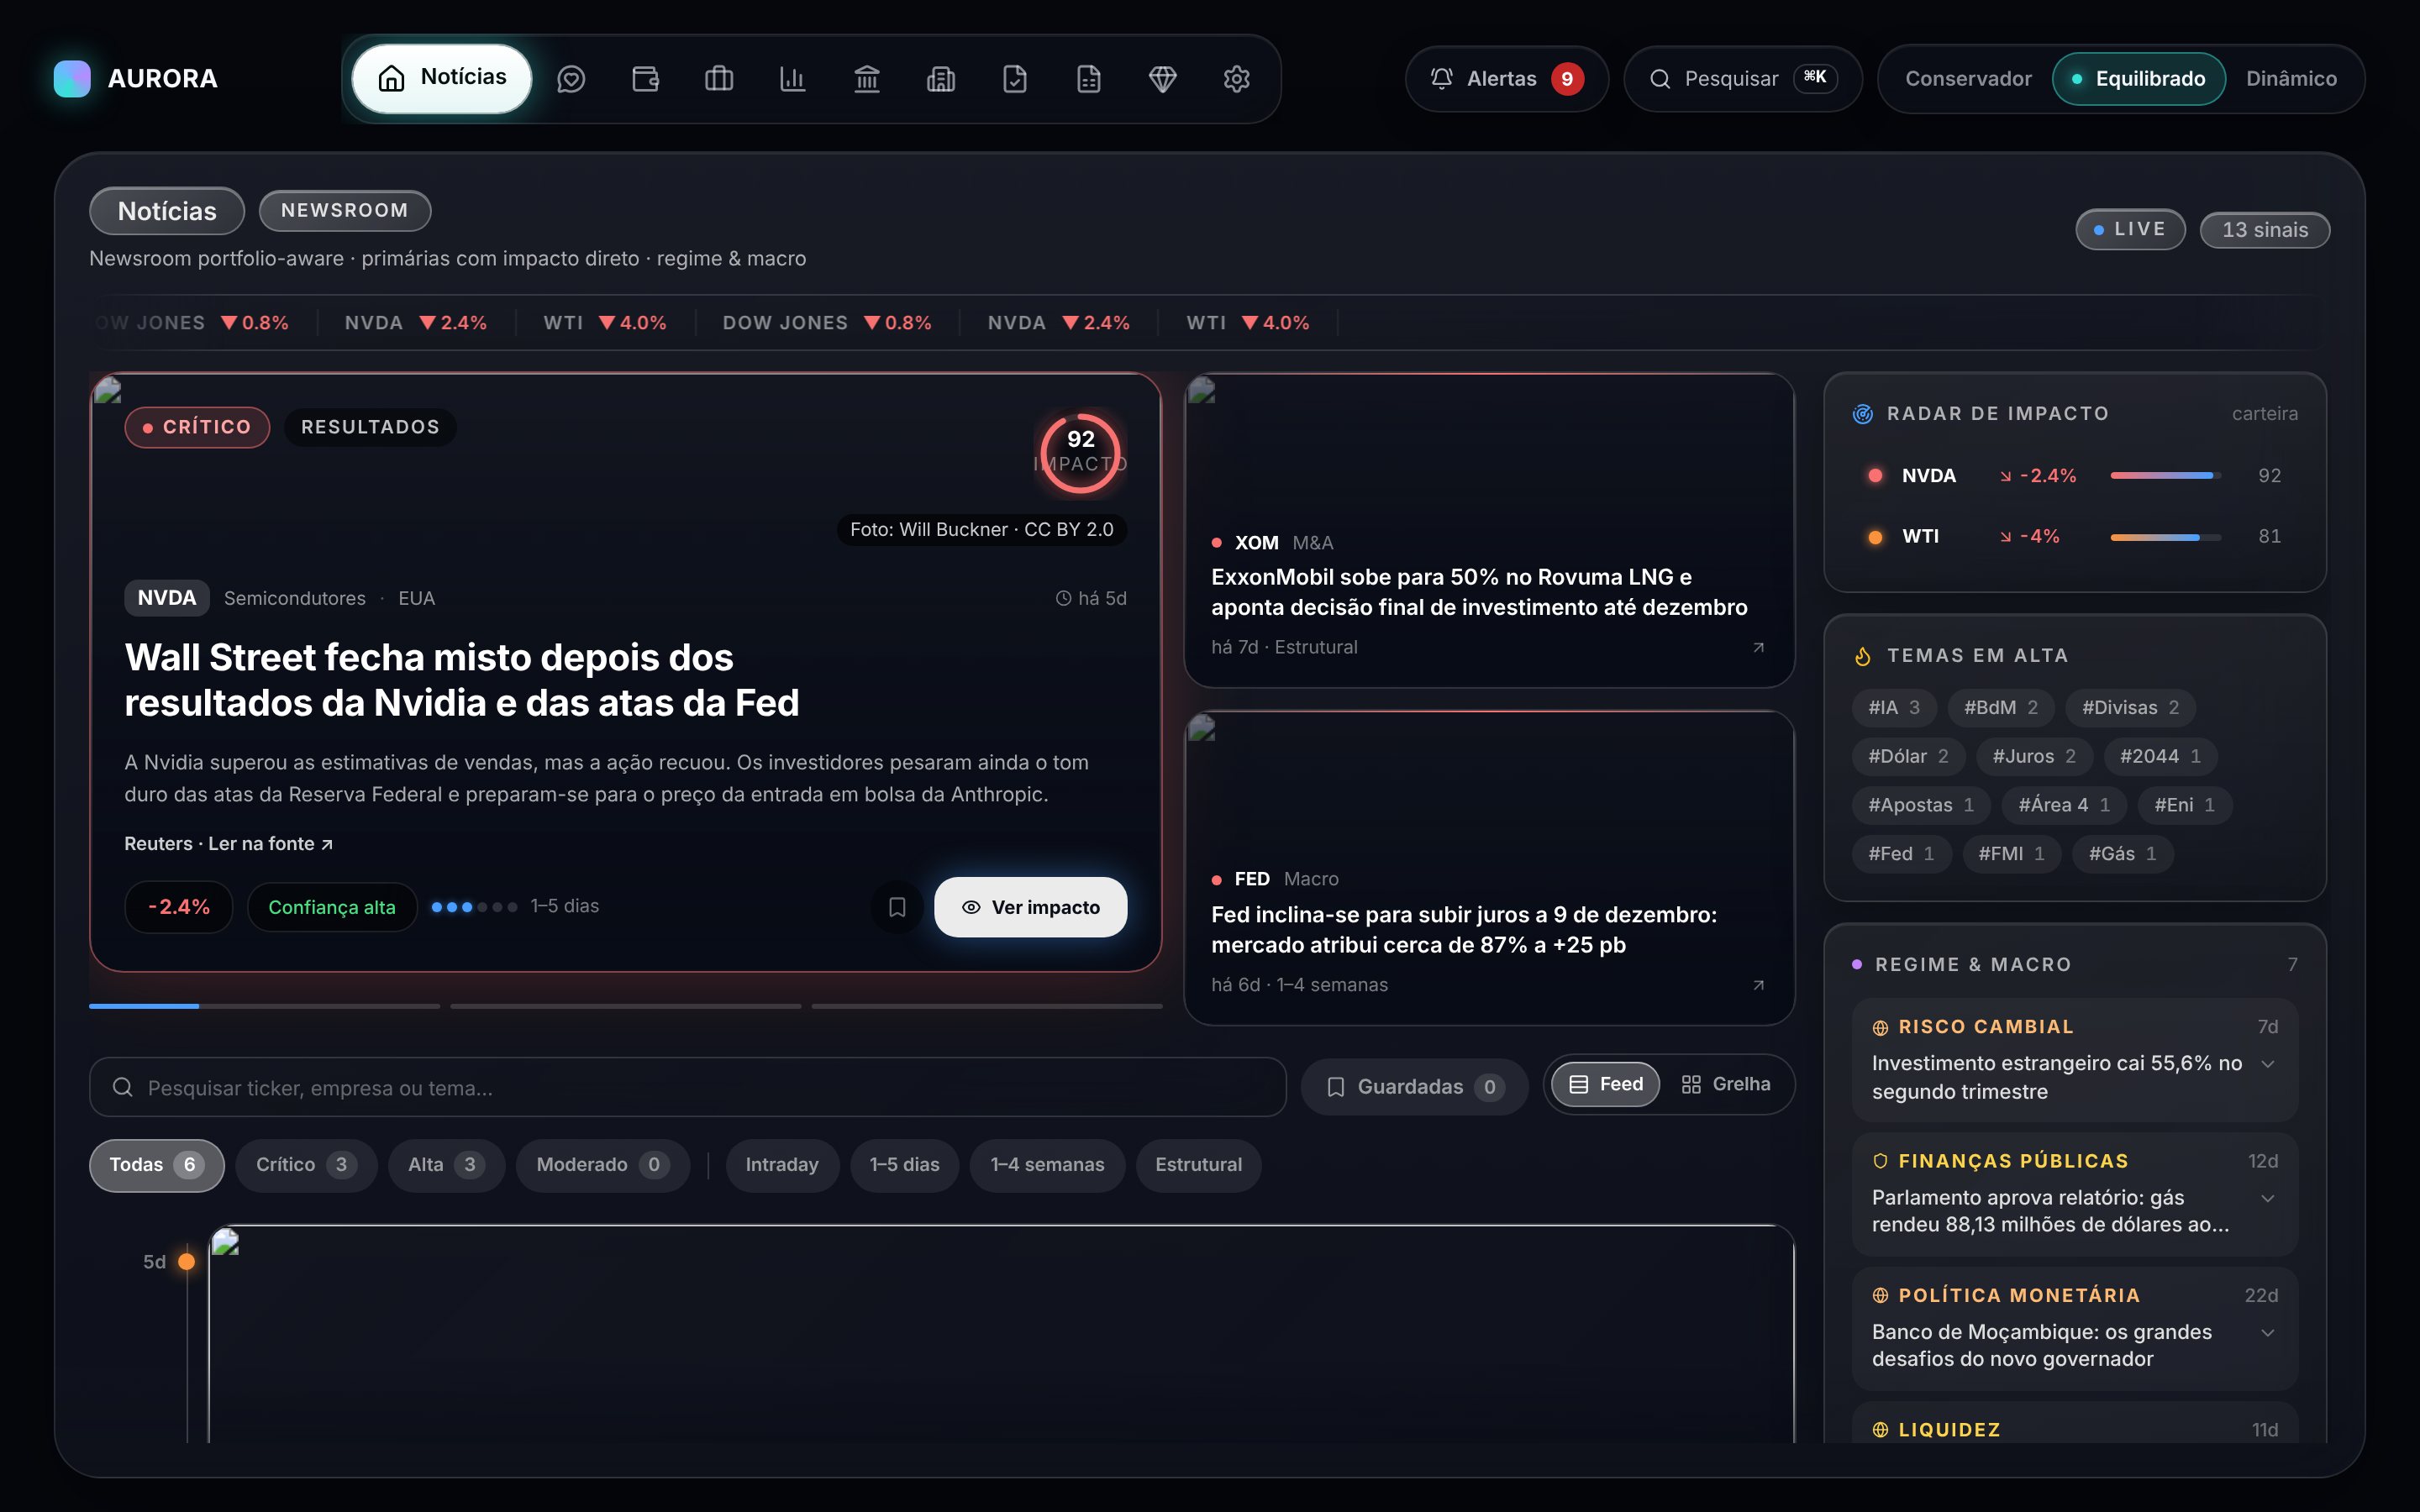 AURORA
Notícias
Alertas 9
Pesquisar ⌘K
Conservador
Equilibrado
Dinâmico
Notícias
NEWSROOM
Newsroom portfolio-aware · primárias com impacto direto · regime & macro
LIVE
13 sinais
OW JONES ▼0.8% NVDA ▼2.4% WTI ▼4.0% DOW JONES ▼0.8% NVDA ▼2.4% WTI ▼4.0%
CRÍTICO
RESULTADOS
92
IMPACTO
Foto: Will Buckner · CC BY 2.0
NVDA Semicondutores · EUA
há 5d
Wall Street fecha misto depois dos
resultados da Nvidia e das atas da Fed
A Nvidia superou as estimativas de vendas, mas a ação recuou. Os investidores pesaram ainda o tom
duro das atas da Reserva Federal e preparam-se para o preço da entrada em bolsa da Anthropic.
Reuters · Ler na fonte ↗
-2.4%
Confiança alta
1–5 dias
Ver impacto
XOM M&A
ExxonMobil sobe para 50% no Rovuma LNG e
aponta decisão final de investimento até dezembro
há 7d · Estrutural
FED Macro
Fed inclina-se para subir juros a 9 de dezembro:
mercado atribui cerca de 87% a +25 pb
há 6d · 1–4 semanas
RADAR DE IMPACTO carteira
NVDA -2.4% 92
WTI -4% 81
TEMAS EM ALTA
#IA 3 #BdM 2 #Divisas 2
#Dólar 2 #Juros 2 #2044 1
#Apostas 1 #Área 4 1 #Eni 1
#Fed 1 #FMI 1 #Gás 1
REGIME & MACRO 7
RISCO CAMBIAL 7d
Investimento estrangeiro cai 55,6% no
segundo trimestre
FINANÇAS PÚBLICAS 12d
Parlamento aprova relatório: gás
rendeu 88,13 milhões de dólares ao...
POLÍTICA MONETÁRIA 22d
Banco de Moçambique: os grandes
desafios do novo governador
LIQUIDEZ 11d
Pesquisar ticker, empresa ou tema...
Guardadas 0
Feed
Grelha
Todas 6
Crítico 3
Alta 3
Moderado 0
Intraday
1–5 dias
1–4 semanas
Estrutural
5d